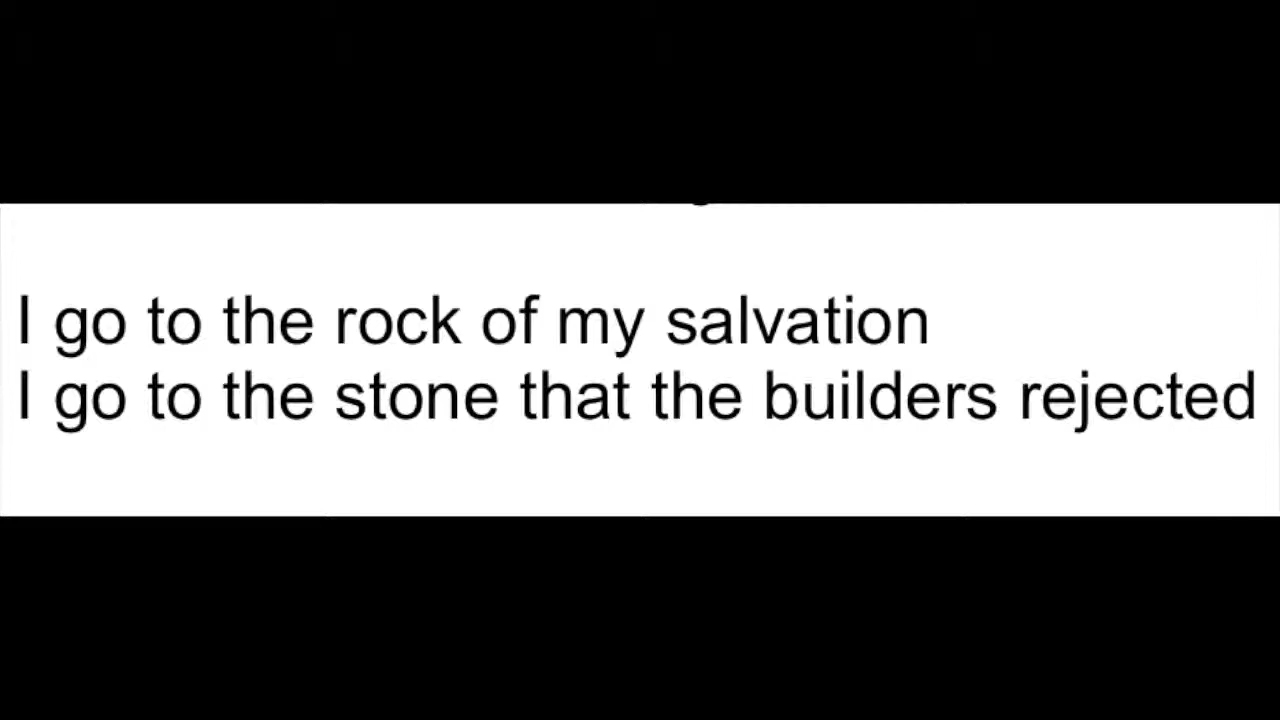 I go to the rock of my salvation
I go to the stone that the builders rejected